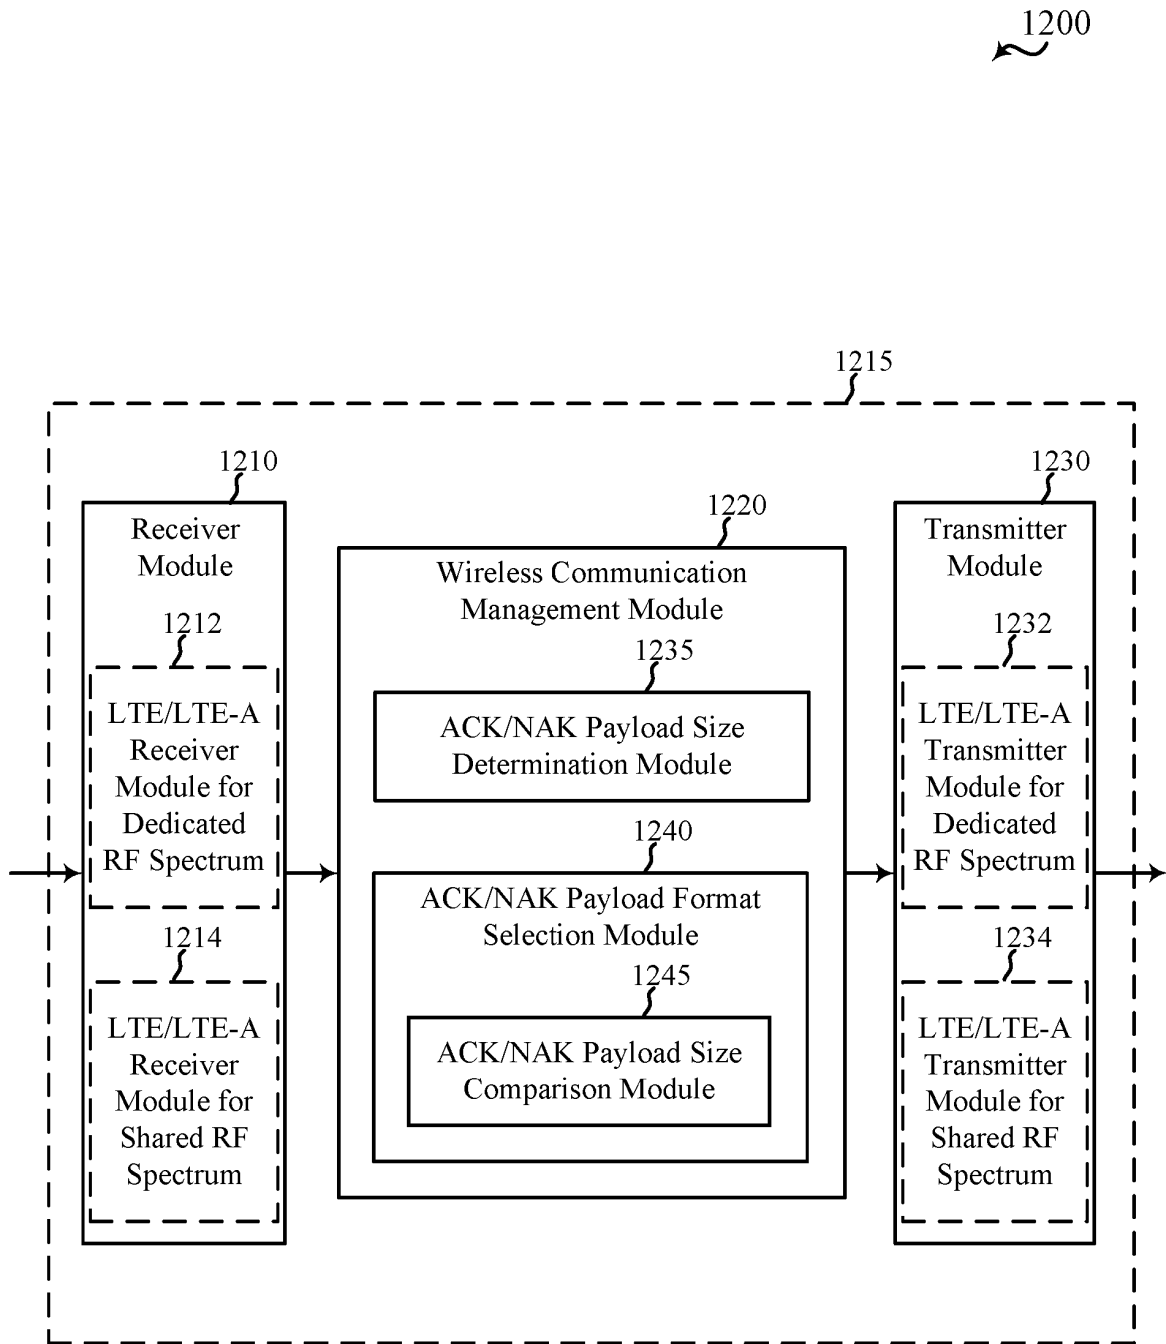 1200
1215
1210
Receiver
Module
1212
LTE/LTE-A
Receiver
Module for
Dedicated
RF Spectrum
1214
LTE/LTE-A
Receiver
Module for
Shared RF
Spectrum
1220
Wireless Communication
Management Module
1235
ACK/NAK Payload Size
Determination Module
1240
ACK/NAK Payload Format
Selection Module
1245
ACK/NAK Payload Size
Comparison Module
1230
Transmitter
Module
1232
LTE/LTE-A
Transmitter
Module for
Dedicated
RF Spectrum
1234
LTE/LTE-A
Transmitter
Module for
Shared RF
Spectrum